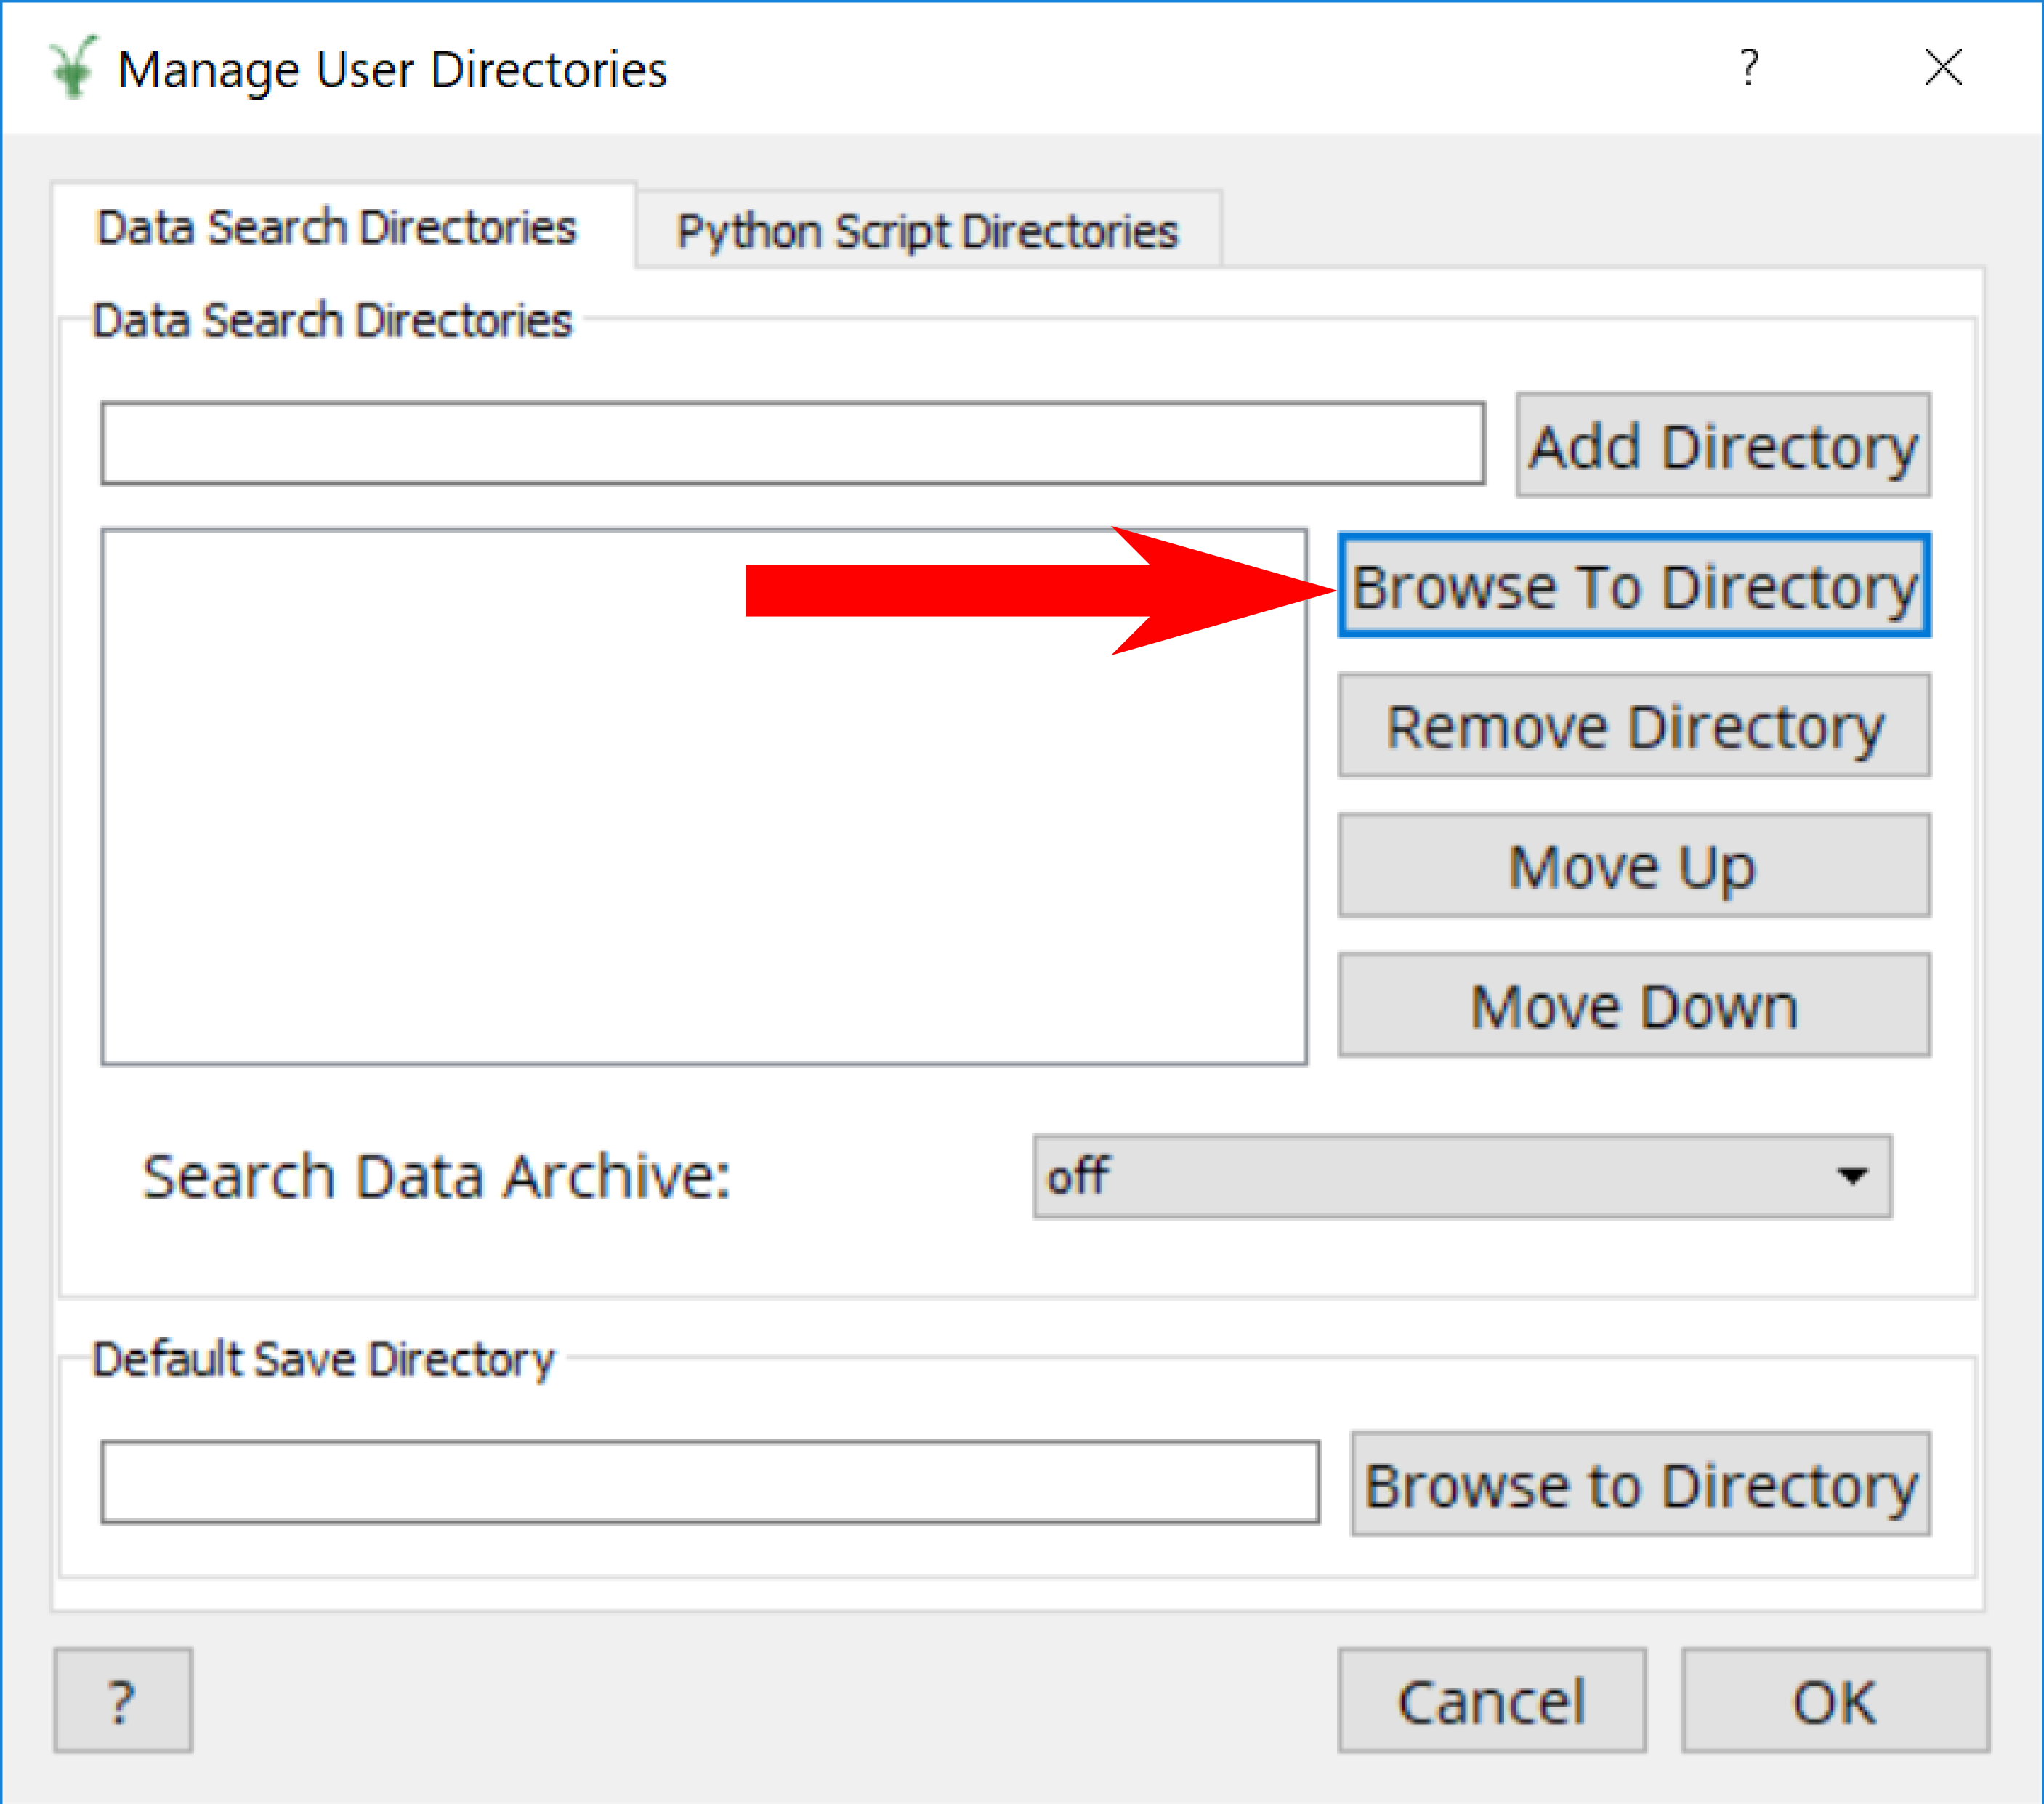 Manage User Directories ?
Data Search Directories Python Script Directories
Data Search Directories
Add Directory
Browse To Directory
Remove Directory
Move Up
Move Down
Search Data Archive: off
Default Save Directory
Browse to Directory
? Cancel OK